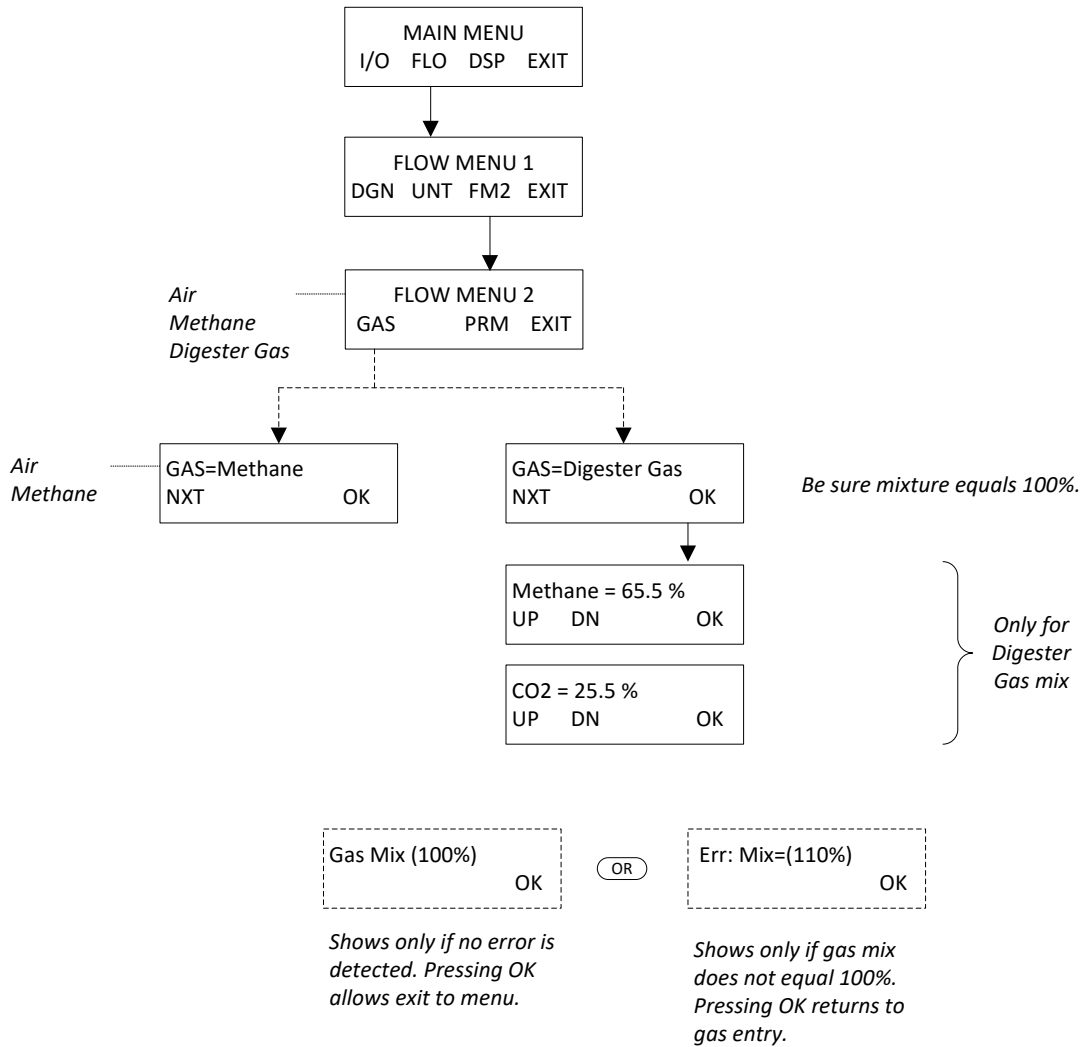 MAIN MENU
I/O FLO DSP EXIT
FLOW MENU 1
DGN UNT FM2 EXIT
Air
Methane
Digester Gas
FLOW MENU 2
GAS PRM EXIT
Air
Methane
GAS=Methane
NXT OK
GAS=Digester Gas
NXT OK
Be sure mixture equals 100%.
Methane = 65.5 %
UP DN OK
CO2 = 25.5 %
UP DN OK
Only for
Digester
Gas mix
Gas Mix (100%)
OK
OR
Err: Mix=(110%)
OK
Shows only if no error is
detected. Pressing OK
allows exit to menu.
Shows only if gas mix
does not equal 100%.
Pressing OK returns to
gas entry.